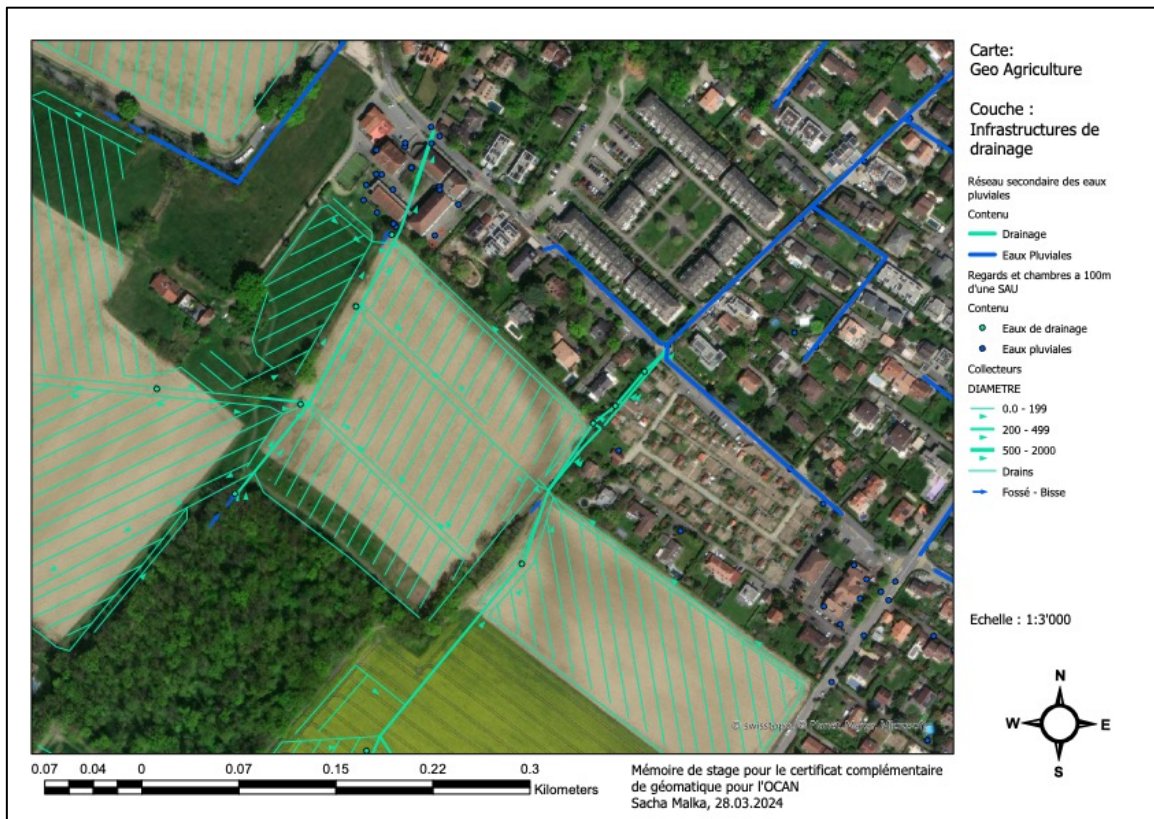 Carte:
Geo Agriculture
Couche :
Infrastructures de
drainage
Réseau secondaire des eaux
pluviales
Contenu
Drainage
Eaux Pluviales
Regards et chambres a 100m
d'une SAU
Contenu
Eaux de drainage
Eaux pluviales
Collecteurs
DIAMETRE
0.0 - 199
200 - 499
500 - 2000
Drains
Fossé - Bisse
Echelle : 1:3'000
N
W E
S
© swisstopo, © Planet, Maxar, Microsoft
0.07 0.04 0 0.07 0.15 0.22 0.3
Kilometers
Mémoire de stage pour le certificat complémentaire
de géomatique pour l'OCAN
Sacha Malka, 28.03.2024